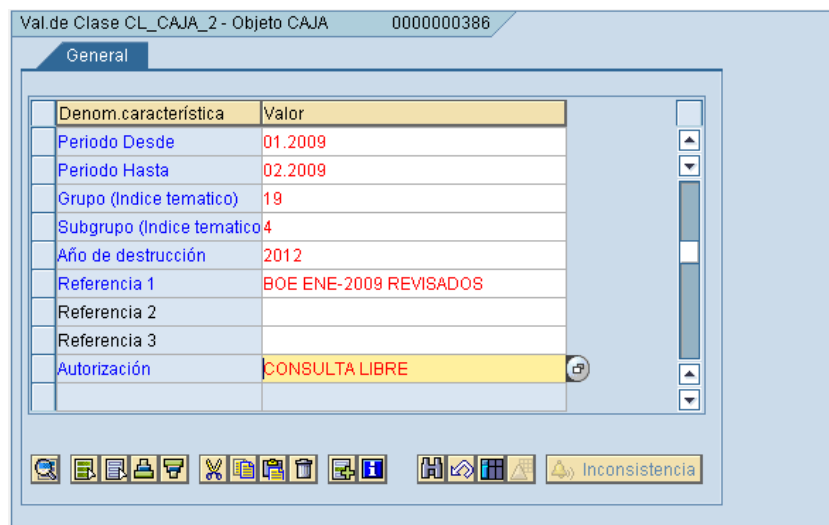 Val.de Clase CL_CAJA_2 - Objeto CAJA 0000000386
General
Denom.característica Valor
Periodo Desde 01.2009
Periodo Hasta 02.2009
Grupo (Indice tematico) 19
Subgrupo (Indice tematico 4
Año de destrucción 2012
Referencia 1 BOE ENE-2009 REVISADOS
Referencia 2
Referencia 3
Autorización CONSULTA LIBRE
Inconsistencia